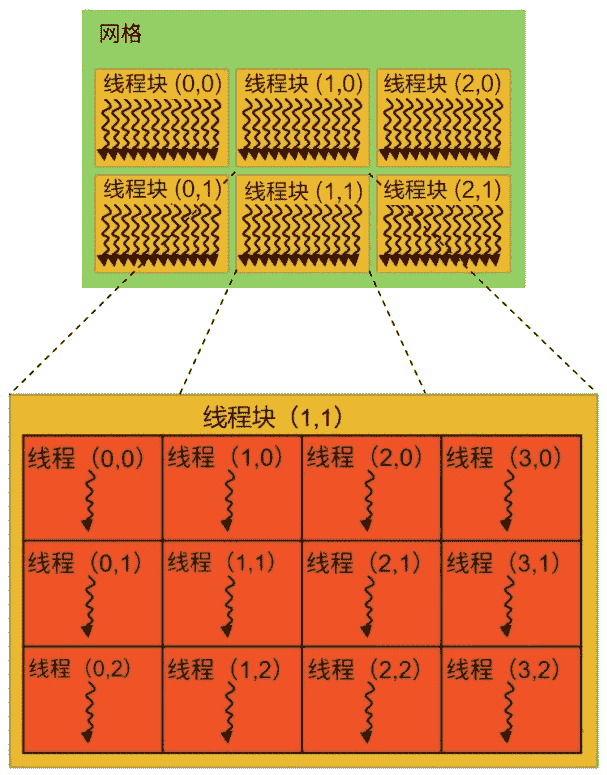 网格
线程块 (0,0) 线程块 (1,0) 线程块 (2,0)
线程块 (0,1) 线程块 (1,1) 线程块 (2,1)
线程块（1,1）
线程（0,0） 线程（1,0） 线程（2,0） 线程（3,0）
线程（0,1） 线程（1,1） 线程（2,1） 线程（3,1）
线程（0,2） 线程（1,2） 线程（2,2） 线程（3,2）